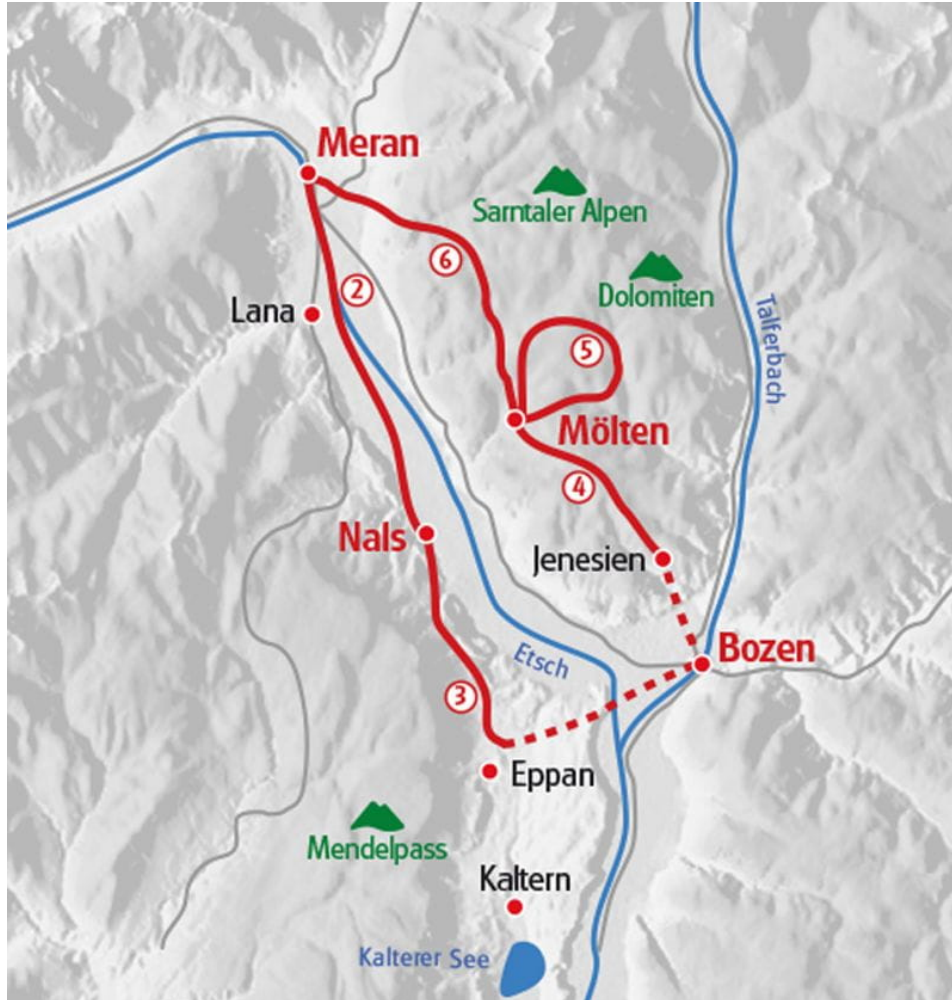 Meran
Sarntaler Alpen
6
Dolomiten
2
Lana
Talferbach
5
Mölten
4
Nals
Jenesien
Bozen
Etsch
3
Eppan
Mendelpass
Kaltern
Kalterer See